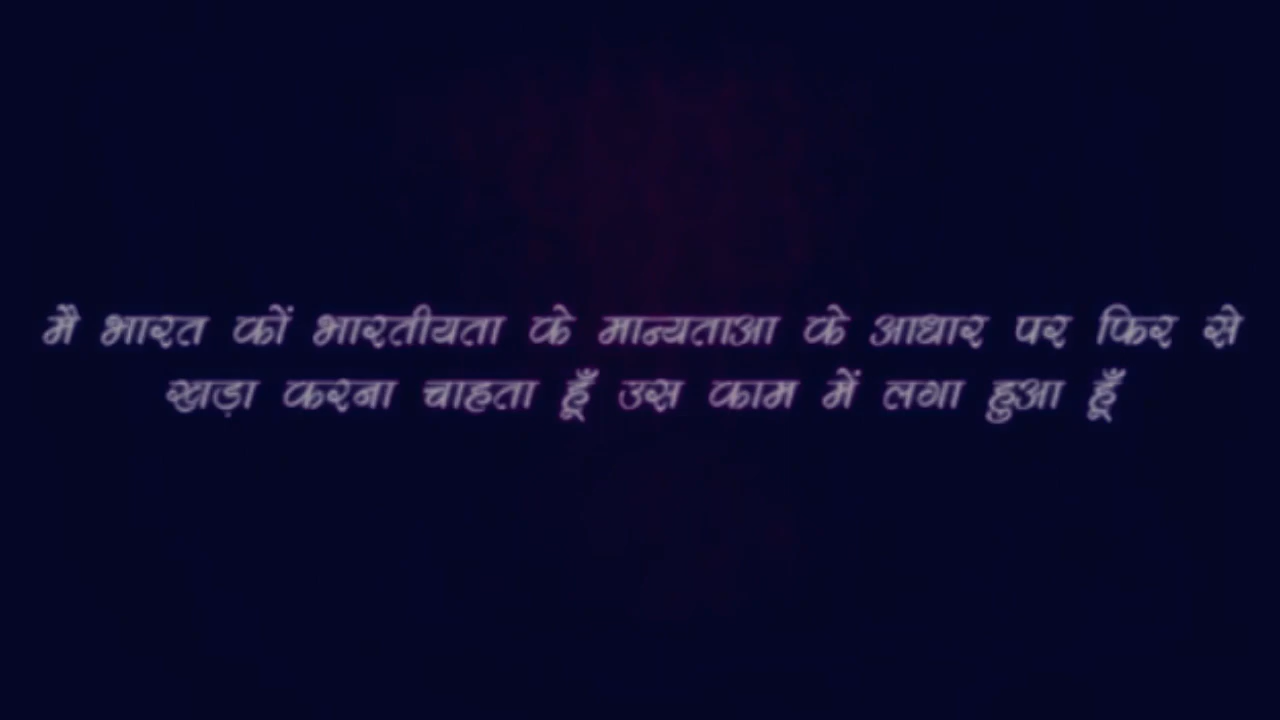 मै भारत कों भारतीयता के मान्यताआ के आधार पर फिर से
खड़ा करना चाहता हूँ उस काम में लगा हुआ हूँ